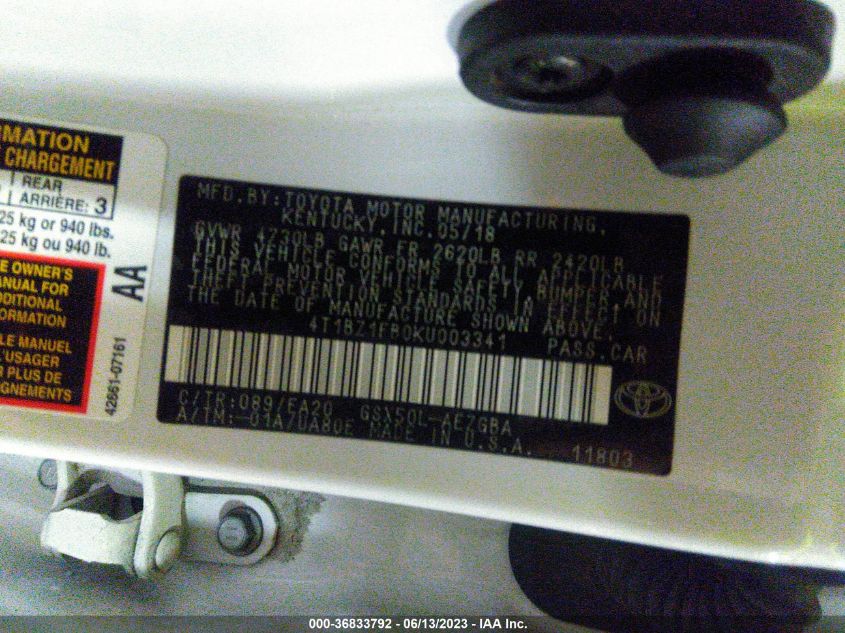 RMATION
CHARGEMENT
REAR
ARRIÈRE: 3
25 kg or 940 lbs.
25 kg ou 940 lb.
E OWNER'S
ANUAL FOR
DDITIONAL
FORMATION
LE MANUEL
L'USAGER
R PLUS DE
IGNEMENTS
AA
42661-07161
MFD. BY: TOYOTA MOTOR MANUFACTURING,
KENTUCKY, INC. 05/18
GVWR 4730LB GAWR FR 2620LB RR 2420LB
THIS VEHICLE CONFORMS TO ALL APPLICABLE
FEDERAL MOTOR VEHICLE SAFETY, BUMPER, AND
THEFT PREVENTION STANDARDS IN EFFECT ON
THE DATE OF MANUFACTURE SHOWN ABOVE.
4T1BZ1FB0KU003341 PASS. CAR
C/TR: 089/EA20 GSX50L-AEZGBA
A/TM: -01A/UA80E MADE IN U.S.A. 11803
000-36833792 - 06/13/2023 - IAA Inc.